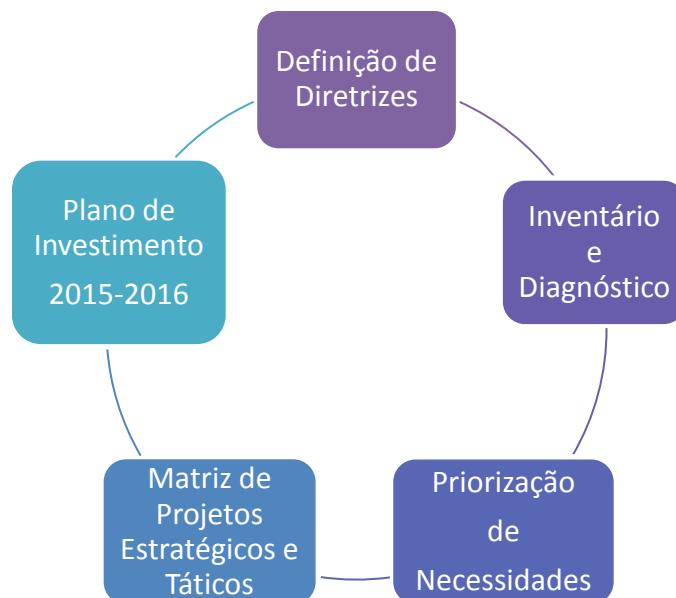 Definição de
Diretrizes
Inventário
e
Diagnóstico
Priorização
de
Necessidades
Matriz de
Projetos
Estratégicos e
Táticos
Plano de
Investimento
2015-2016